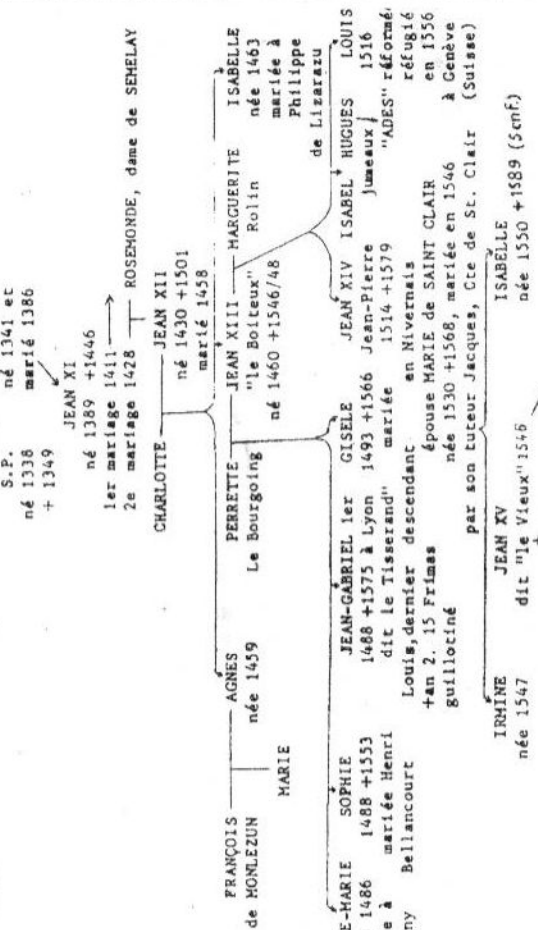 S.P.
né 1338
+ 1349
né 1341 et
marié 1386
JEAN XI
né 1389 +1446
1er mariage 1411
2e mariage 1428
ROSEMONDE, dame de SEMELAY
CHARLOTTE
JEAN XII
né 1430 +1501
marié 1458
FRANÇOIS
de MONLEZUN
AGNES
née 1459
MARIE
PERRETTE
Le Bourgoing
JEAN XIII
"le Boiteux"
né 1460 +1546/48
MARGUERITE
Rolin
ISABELLE
née 1463
mariée à
Philippe
de Lizarazu
E-MARIE
1486
e à
ny
SOPHIE
1488 +1553
mariée Henri
Bellancourt
JEAN-GABRIEL 1er
1488 +1575 à Lyon
dit le Tisserand"
GISELE
1493 +1566
mariée
JEAN XIV
Jean-Pierre
1514 +1579
ISABEL HUGUES
jumeaux
LOUIS
1516
"ADES" réformé
réfugié
en 1556
à Genève
(Suisse)
Louis, dernier descendant en Nivernais
+an 2. 15 Frimas
guillotiné
épouse MARIE de SAINT CLAIR
née 1530 +1568, mariée en 1546
par son tuteur Jacques, Cte de St. Clair
IRMINE
née 1547
JEAN XV
dit "le Vieux" 1546
ISABELLE
née 1550 +1589 (5enf.)
+